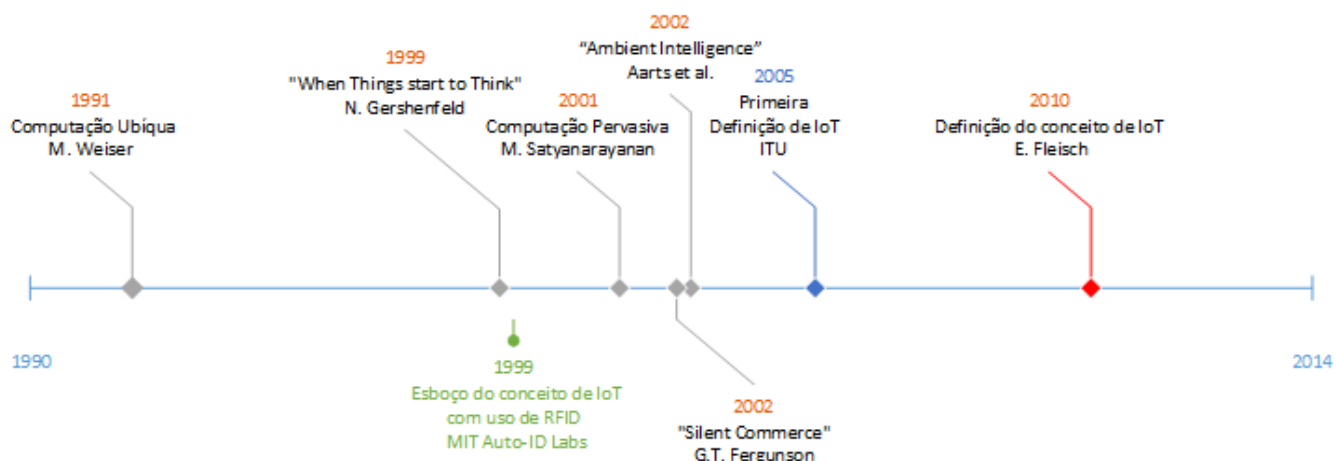 1991
Computação Ubíqua
M. Weiser
1999
"When Things start to Think"
N. Gershenfeld
2001
Computação Pervasiva
M. Satyanarayanan
2002
“Ambient Intelligence”
Aarts et al.
2005
Primeira
Definição de IoT
ITU
2010
Definição do conceito de IoT
E. Fleisch
1990
2014
1999
Esboço do conceito de IoT
com uso de RFID
MIT Auto-ID Labs
2002
"Silent Commerce"
G.T. Fergunson